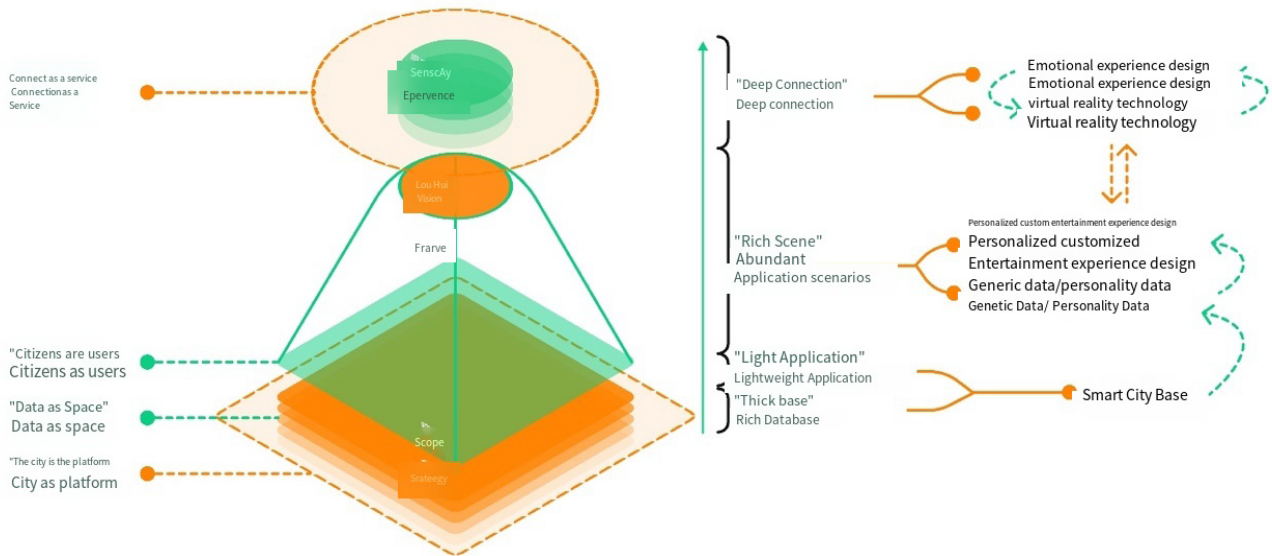 Connect as a service
Connectionas a
Service
"Citizens are users
Citizens as users
"Data as Space"
Data as space
"The city is the platform
City as platform
SenscAy
Epervence
Lou Hui
Vision
Frarve
Scope
Srateegy
"Deep Connection"
Deep connection
"Rich Scene"
Abundant
Application scenarios
"Light Application"
Lightweight Application
"Thick base"
Rich Database
Emotional experience design
Emotional experience design
virtual reality technology
Virtual reality technology
Personalized custom entertainment experience design
Personalized customized
Entertainment experience design
Generic data/personality data
Genetic Data/ Personality Data
Smart City Base